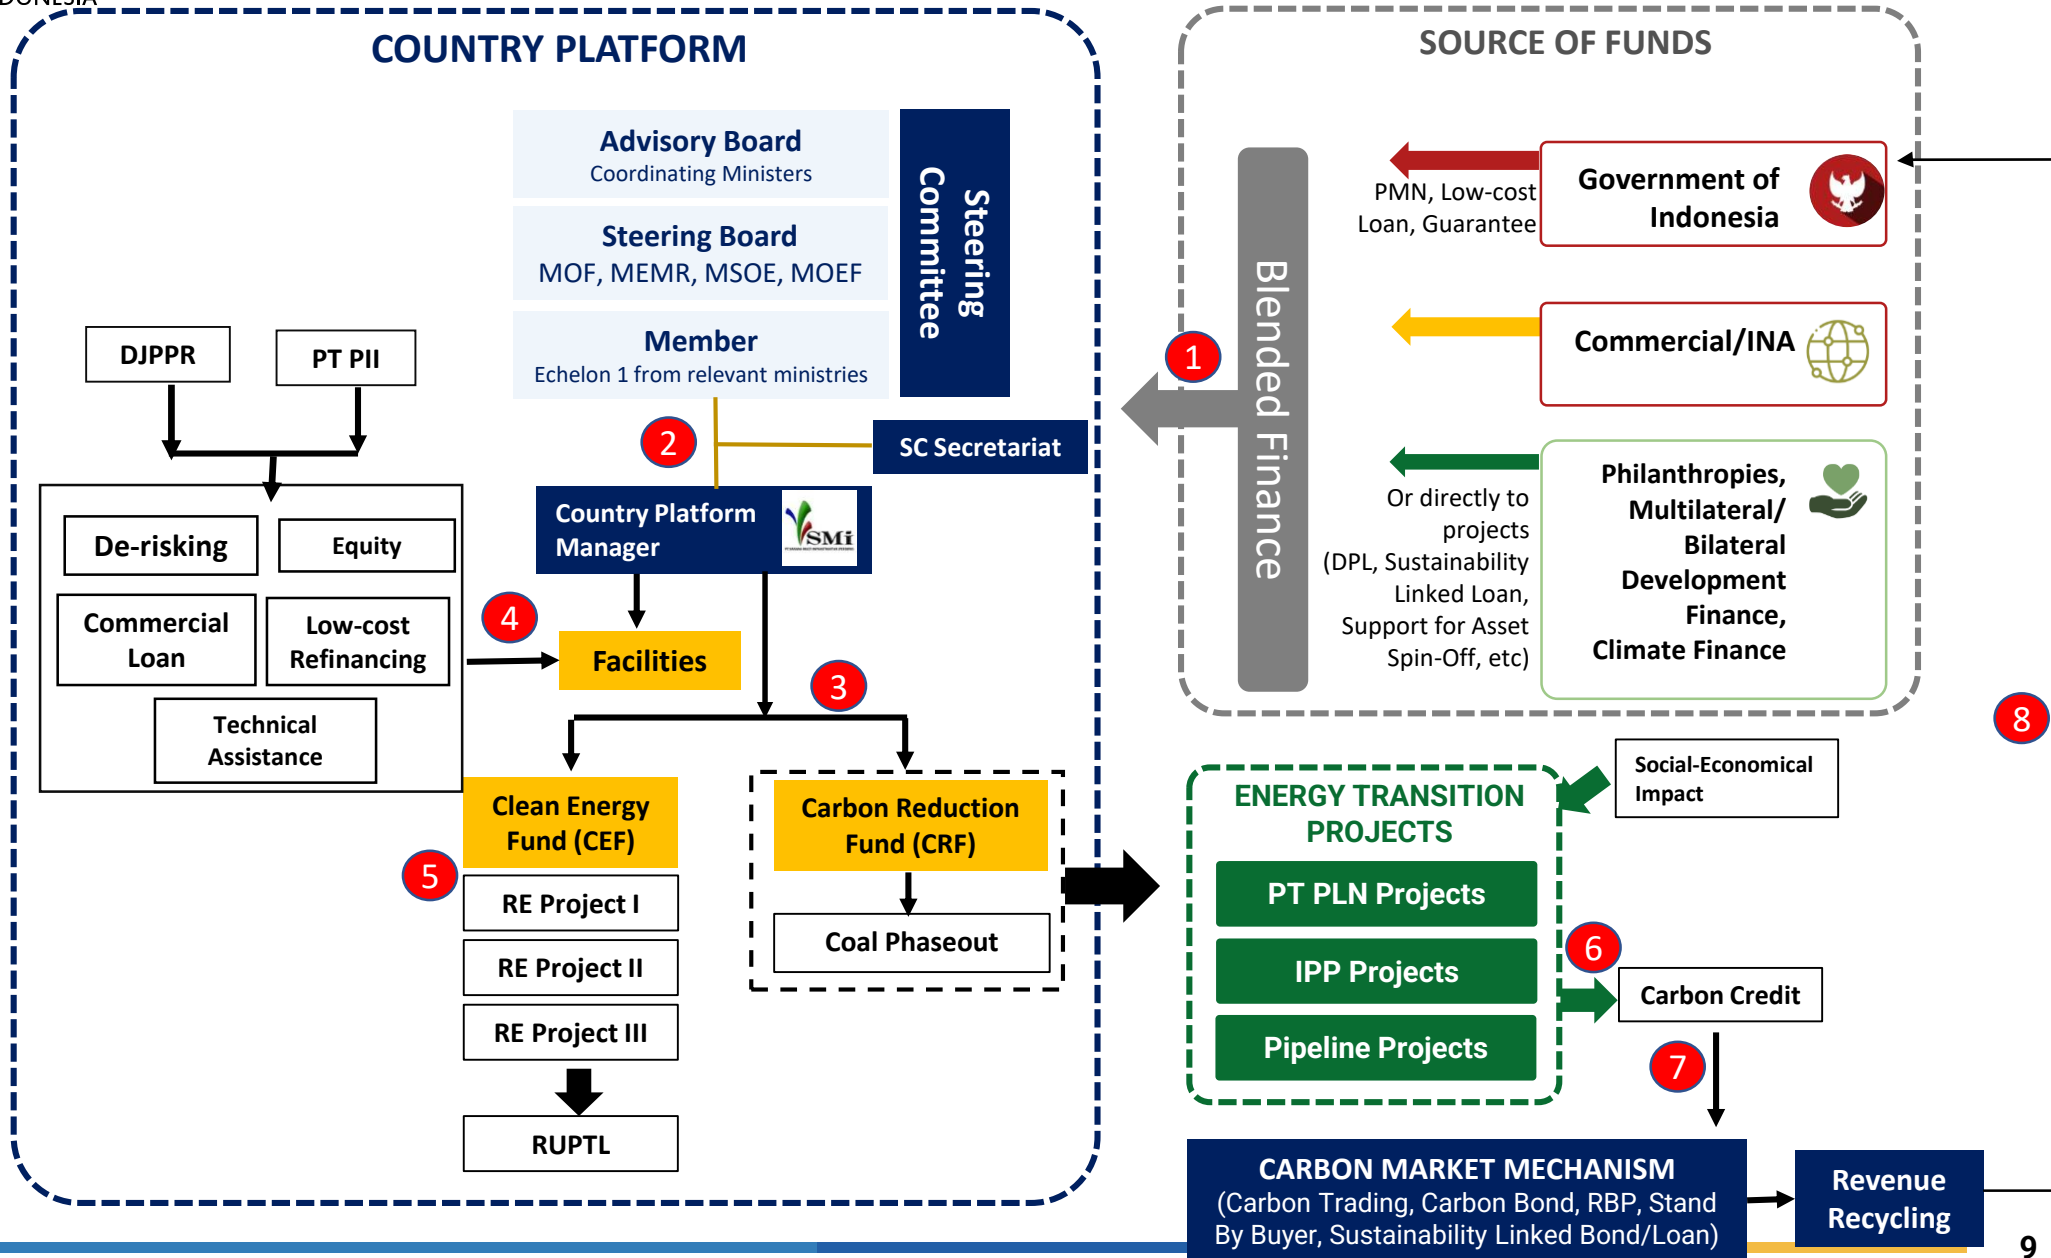 COUNTRY PLATFORM
Advisory Board
Coordinating Ministers
Steering Board
MOF, MEMR, MSOE, MOEF
Member
Echelon 1 from relevant ministries
Steering
Committee
DJPPR
PT PII
2
SC Secretariat
Country Platform
Manager
SMi
De-risking
Equity
Commercial
Loan
Low-cost
Refinancing
Technical
Assistance
4
Facilities
3
Clean Energy
Fund (CEF)
Carbon Reduction
Fund (CRF)
5
RE Project I
RE Project II
RE Project III
RUPTL
Coal Phaseout
SOURCE OF FUNDS
1
Blended Finance
PMN, Low-cost
Loan, Guarantee
Government of
Indonesia
Commercial/INA
Or directly to
projects
(DPL, Sustainability
Linked Loan,
Support for Asset
Spin-Off, etc)
Philanthropies,
Multilateral/
Bilateral
Development
Finance,
Climate Finance
8
Social-Economical
Impact
ENERGY TRANSITION
PROJECTS
PT PLN Projects
IPP Projects
Pipeline Projects
6
Carbon Credit
7
CARBON MARKET MECHANISM
(Carbon Trading, Carbon Bond, RBP, Stand
By Buyer, Sustainability Linked Bond/Loan)
Revenue
Recycling
9